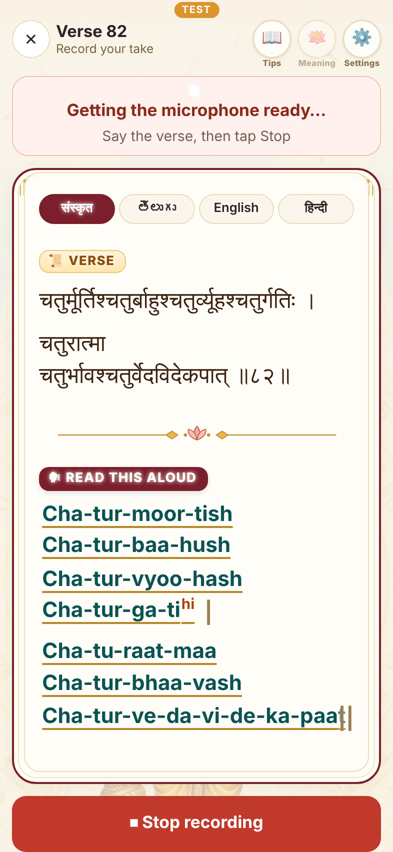 TEST
Verse 82
Record your take
Tips
Meaning
Settings
Getting the microphone ready...
Say the verse, then tap Stop
संस्कृत
తెలుగు
English
हिन्दी
VERSE
चतुर्मूर्तिश्चतुर्बाहुश्चतुर्व्यूहश्चतुर्गतिः ।
चतुरात्मा
चतुर्भावश्चतुर्वेदविदेकपात् ॥८२॥
READ THIS ALOUD
Cha-tur-moor-tish
Cha-tur-baa-hush
Cha-tur-vyoo-hash
Cha-tur-ga-tihi |
Cha-tu-raat-maa
Cha-tur-bhaa-vash
Cha-tur-ve-da-vi-de-ka-paat||
Stop recording